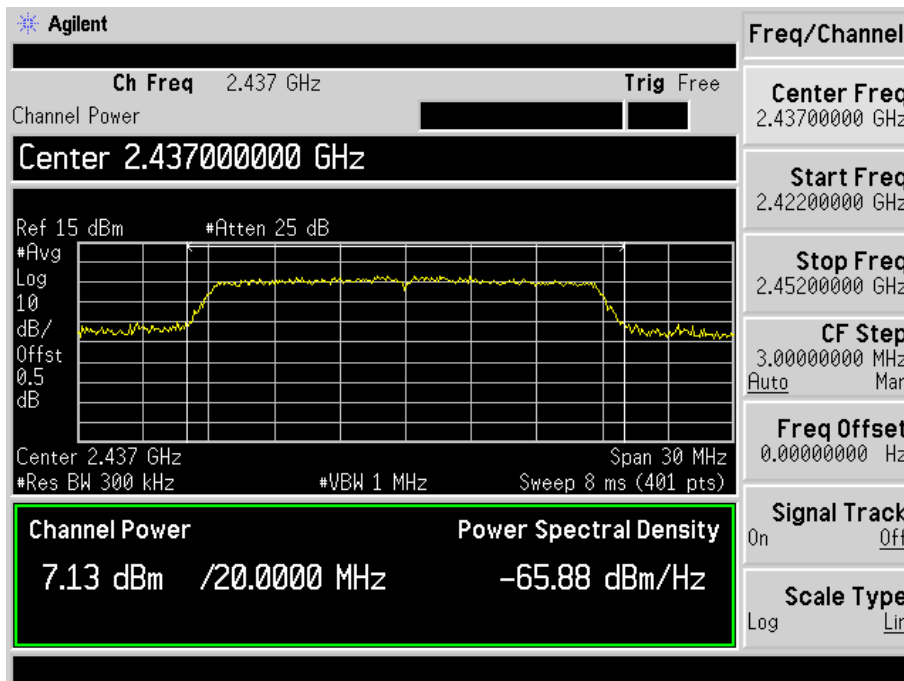 Agilent
Ch Freq 2.437 GHz Trig Free
Channel Power
Center 2.437000000 GHz
Ref 15 dBm #Atten 25 dB
#Avg
Log
10
dB/
Offst
0.5
dB
Center 2.437 GHz Span 30 MHz
#Res BW 300 kHz #VBW 1 MHz Sweep 8 ms (401 pts)
Channel Power Power Spectral Density
7.13 dBm /20.0000 MHz -65.88 dBm/Hz
Freq/Channel
Center Freq
2.43700000 GHz
Start Freq
2.42200000 GHz
Stop Freq
2.45200000 GHz
CF Step
3.00000000 MHz
Auto Man
Freq Offset
0.00000000 Hz
Signal Track
On Off
Scale Type
Log Lin